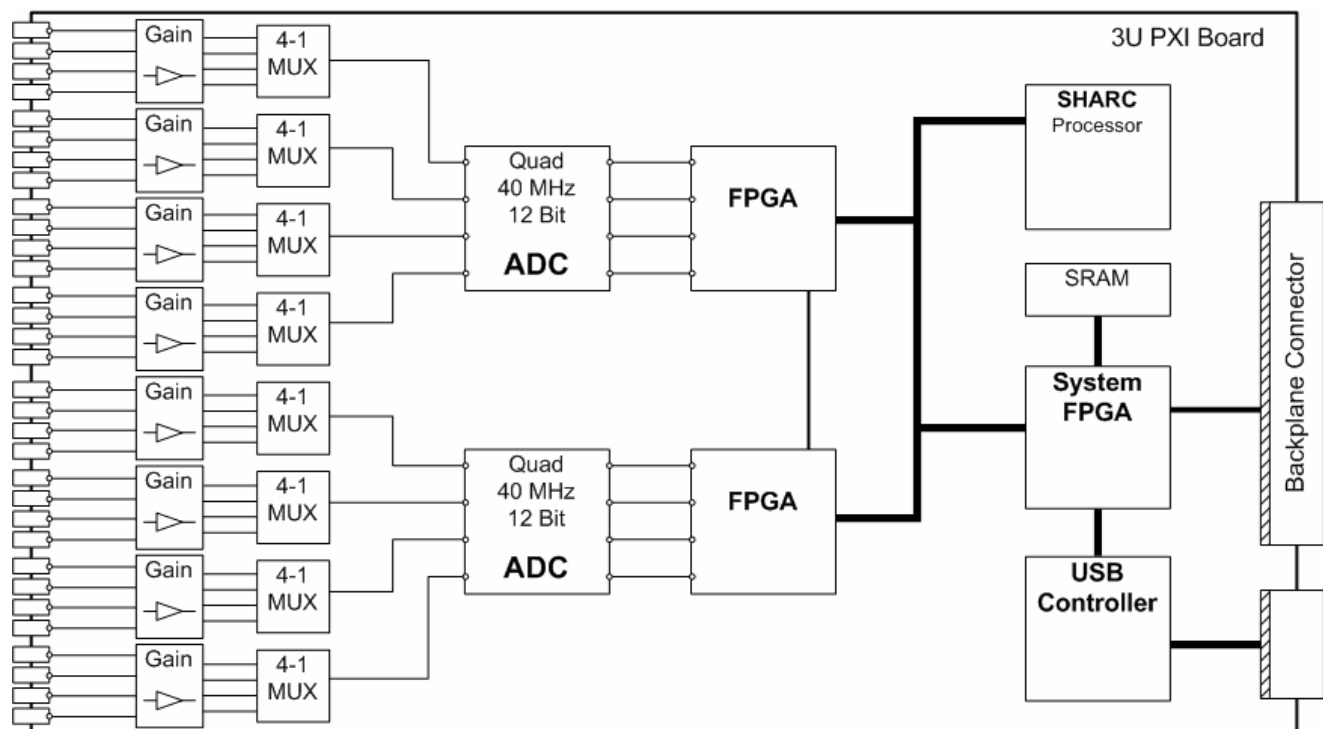 3U PXI Board
Gain
4-1
MUX
Gain
4-1
MUX
Gain
4-1
MUX
Gain
4-1
MUX
Gain
4-1
MUX
Gain
4-1
MUX
Gain
4-1
MUX
Gain
4-1
MUX
Quad
40 MHz
12 Bit
ADC
Quad
40 MHz
12 Bit
ADC
FPGA
FPGA
SHARC
Processor
SRAM
System
FPGA
USB
Controller
Backplane Connector